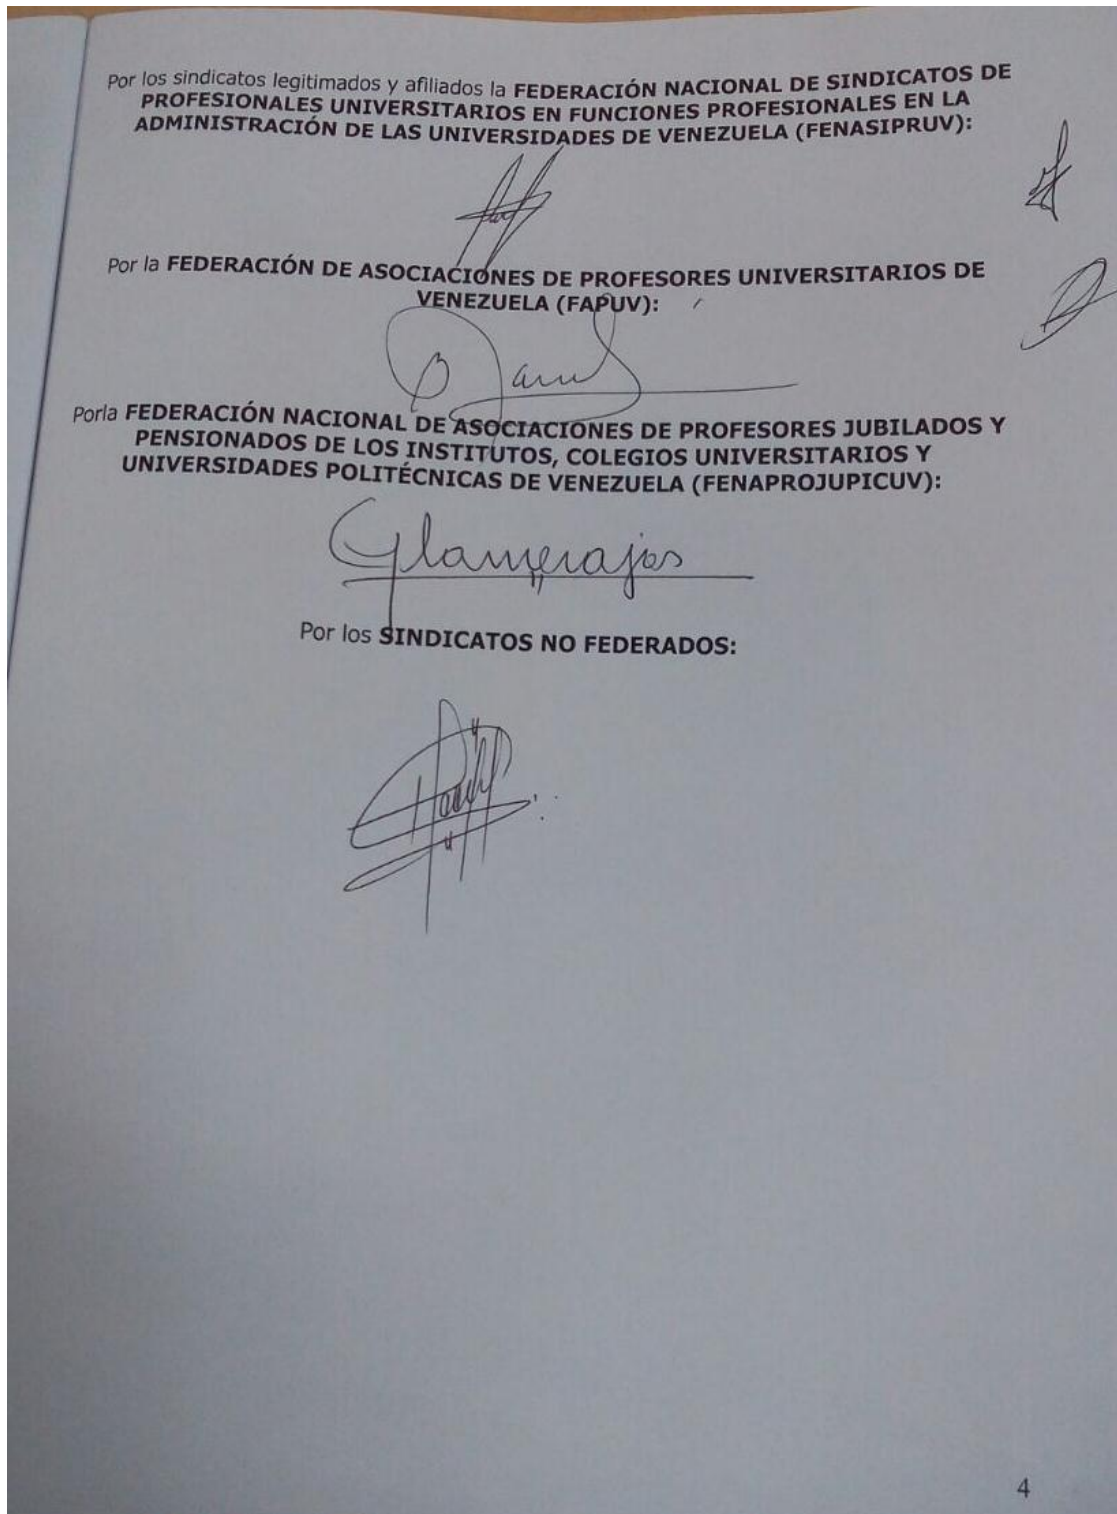 Por los sindicatos legitimados y afiliados la FEDERACIÓN NACIONAL DE SINDICATOS DE
PROFESIONALES UNIVERSITARIOS EN FUNCIONES PROFESIONALES EN LA
ADMINISTRACIÓN DE LAS UNIVERSIDADES DE VENEZUELA (FENASIPRUV):
Por la FEDERACIÓN DE ASOCIACIONES DE PROFESORES UNIVERSITARIOS DE
VENEZUELA (FAPUV):
Porla FEDERACIÓN NACIONAL DE ASOCIACIONES DE PROFESORES JUBILADOS Y
PENSIONADOS DE LOS INSTITUTOS, COLEGIOS UNIVERSITARIOS Y
UNIVERSIDADES POLITÉCNICAS DE VENEZUELA (FENAPROJUPICUV):
Por los SINDICATOS NO FEDERADOS:
4